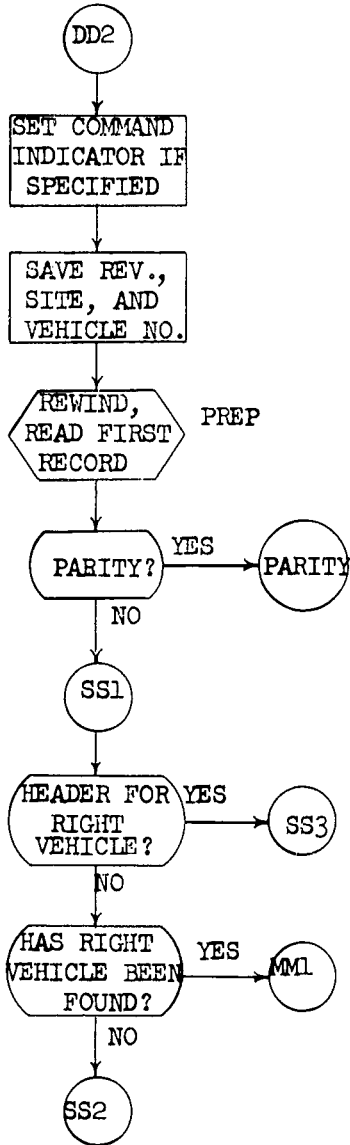 DD2
SET COMMAND
INDICATOR IF
SPECIFIED
SAVE REV.,
SITE, AND
VEHICLE NO.
REWIND,
READ FIRST
RECORD
PREP
PARITY?
YES
PARITY
NO
SS1
HEADER FOR
RIGHT
VEHICLE?
YES
SS3
NO
HAS RIGHT
VEHICLE BEEN
FOUND?
YES
MM1
NO
SS2